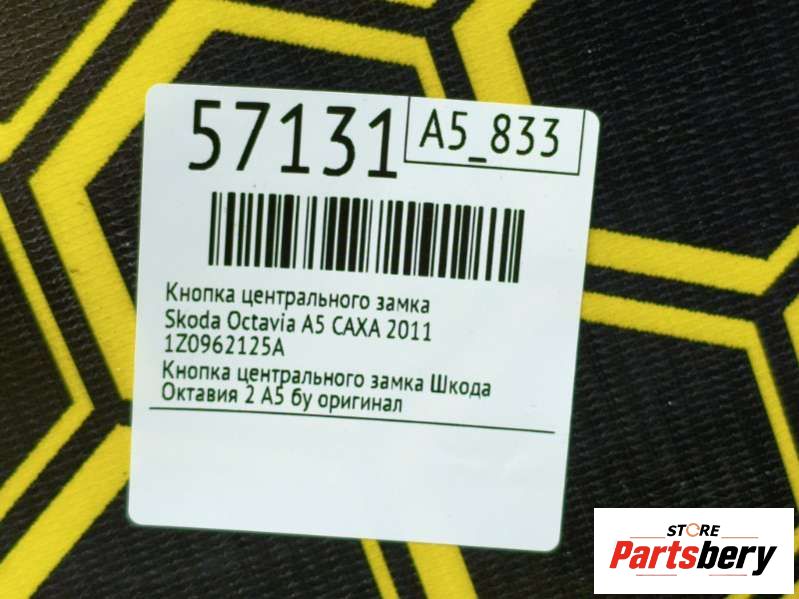 57131
A5_833
Кнопка центрального замка
Skoda Octavia A5 CAXA 2011
1Z0962125A
Кнопка центрального замка Шкода
Октавия 2 А5 бу оригинал
STORE
Partsbery